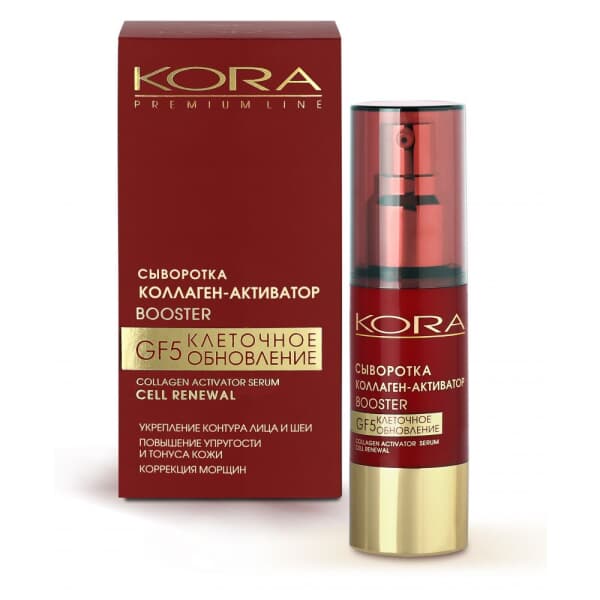 KORA
PREMIUM LINE
СЫВОРОТКА
КОЛЛАГЕН-АКТИВАТОР
BOOSTER
GF5 КЛЕТОЧНОЕ
ОБНОВЛЕНИЕ
COLLAGEN ACTIVATOR SERUM
CELL RENEWAL
УКРЕПЛЕНИЕ КОНТУРА ЛИЦА И ШЕИ
ПОВЫШЕНИЕ УПРУГОСТИ
И ТОНУСА КОЖИ
КОРРЕКЦИЯ МОРЩИН
KORA
СЫВОРОТКА
КОЛЛАГЕН-АКТИВАТОР
BOOSTER
GF5 КЛЕТОЧНОЕ
ОБНОВЛЕНИЕ
COLLAGEN ACTIVATOR SERUM
CELL RENEWAL